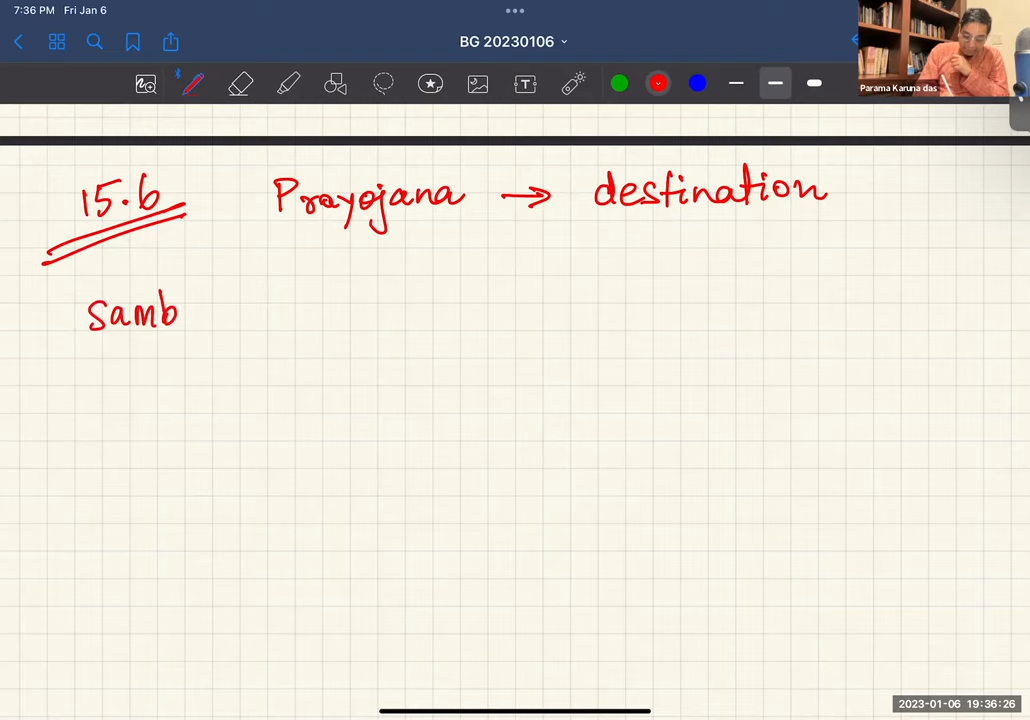 7:36 PM Fri Jan 6
BG 20230106
Parama Karuna das
15.6 Prayojana → destination
samb
2023-01-06 19:36:26